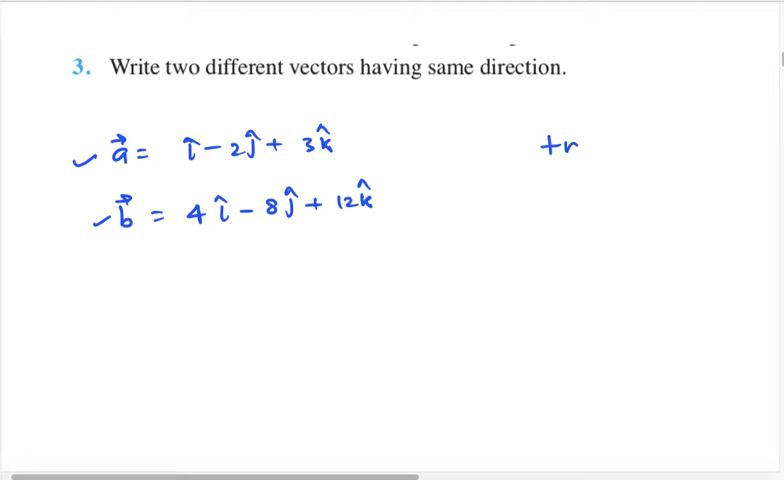 3. Write two different vectors having same direction.
✓ a⃗ = î - 2ĵ + 3k̂
+r
✓ b⃗ = 4î - 8ĵ + 12k̂